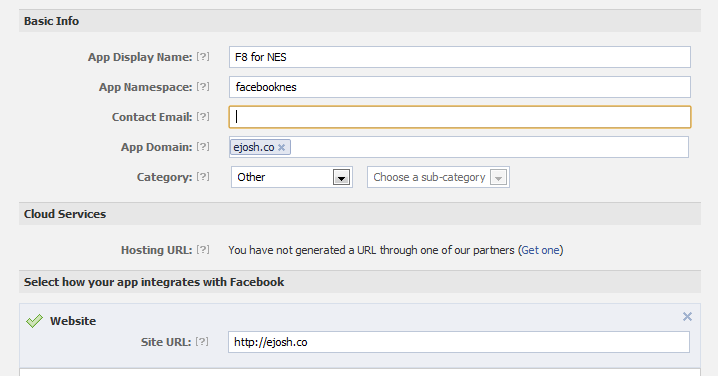 Basic Info
App Display Name: [?] F8 for NES
App Namespace: [?] facebooknes
Contact Email: [?]
App Domain: [?] ejosh.co ×
Category: [?] Other Choose a sub-category
Cloud Services
Hosting URL: [?] You have not generated a URL through one of our partners (Get one)
Select how your app integrates with Facebook
Website
Site URL: [?] http://ejosh.co